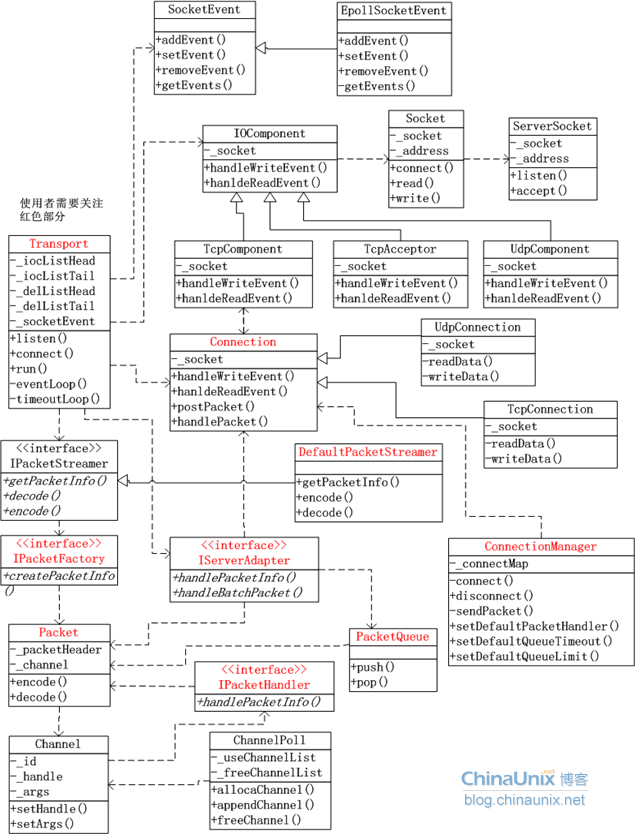 SocketEvent
+addEvent()
+setEvent()
+removeEvent()
+getEvents()
EpollSocketEvent
+addEvent()
+setEvent()
+removeEvent()
-getEvents()
IOComponent
-_socket
+handleWriteEvent()
+hanldeReadEvent()
Socket
-_socket
-_address
+connect()
+read()
+write()
ServerSocket
-_socket
-_address
+listen()
+accept()
使用者需要关注
红色部分
Transport
-_iocListHead
-_iocListTail
-_delListHead
-_delListTail
-_socketEvent
+listen()
+connect()
+run()
-eventLoop()
-timeoutLoop()
TcpComponent
-_socket
+handleWriteEvent()
+hanldeReadEvent()
TcpAcceptor
-_socket
+handleWriteEvent()
+hanldeReadEvent()
UdpComponent
-_socket
+handleWriteEvent()
+hanldeReadEvent()
Connection
-_socket
+handleWriteEvent()
+hanldeReadEvent()
+postPacket()
+handlePacket()
UdpConnection
-_socket
-readData()
-writeData()
TcpConnection
-_socket
-readData()
-writeData()
<<interface>>
IPacketStreamer
+getPacketInfo()
+decode()
+encode()
DefaultPacketStreamer
+getPacketInfo()
+encode()
+decode()
<<interface>>
IPacketFactory
+createPacketInfo
()
<<interface>>
IServerAdapter
+handlePacketInfo()
+handleBatchPacket()
ConnectionManager
-_connectMap
-connect()
+disconnect()
-sendPacket()
+setDefaultPacketHandler()
+setDefaultQueueTimeout()
+setDefaultQueueLimit()
Packet
-_packetHeader
-_channel
+encode()
+decode()
PacketQueue
+push()
+pop()
<<interface>>
IPacketHandler
+handlePacketInfo()
Channel
-_id
-_handle
-_args
+setHandle()
+setArgs()
ChannelPoll
-_useChannelList
-_freeChannelList
+allocaChannel()
+appendChannel()
+freeChannel()
ChinaUnix.net 博客
blog.chinaunix.net